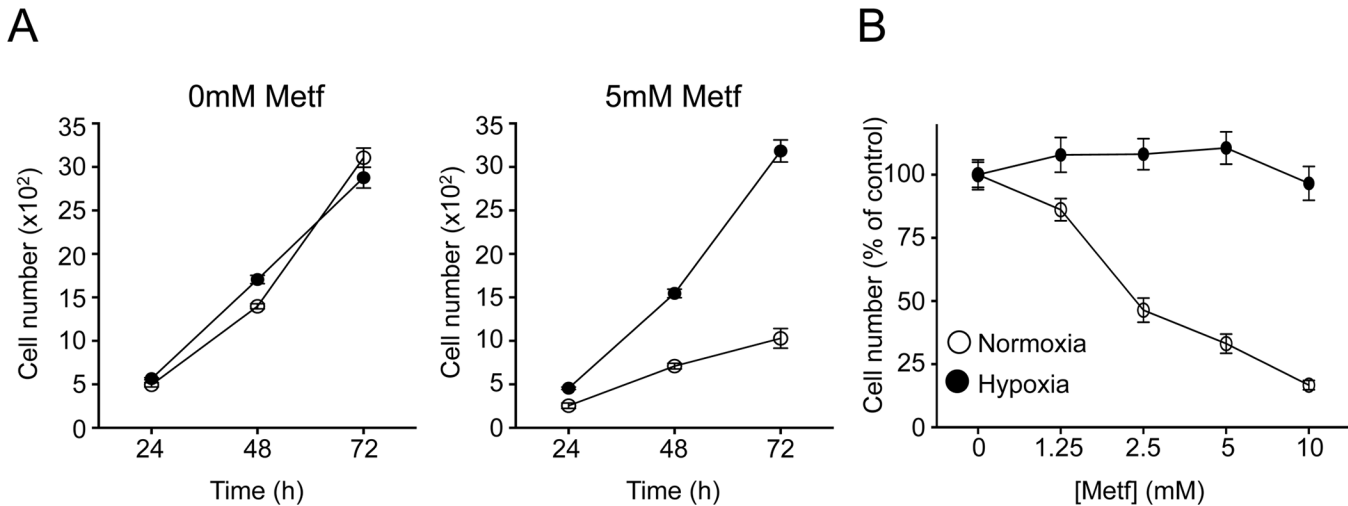 A
0mM Metf
Cell number (x10²)
35
30
25
20
15
10
5
0
24 48 72
Time (h)
5mM Metf
Cell number (x10²)
35
30
25
20
15
10
5
0
24 48 72
Time (h)
B
Cell number (% of control)
100
75
50
25
0
Normoxia
Hypoxia
0 1.25 2.5 5 10
[Metf] (mM)